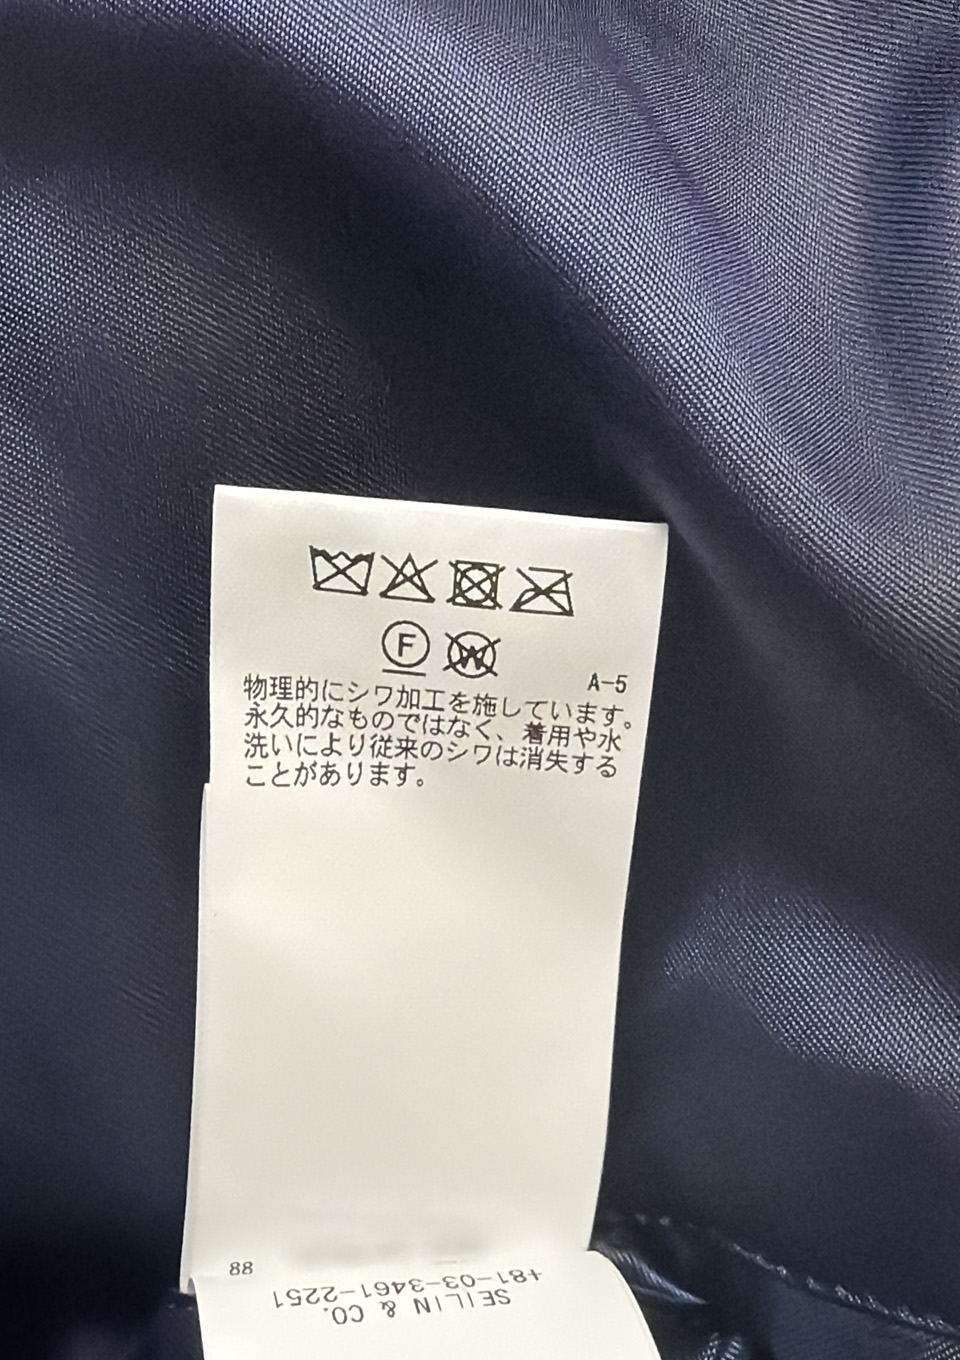 F W
A-5
物理的にシワ加工を施しています。
永久的なものではなく、着用や水
洗いにより従来のシワは消失する
ことがあります。
88
+81-03-3461-2251
SEILIN & CO.